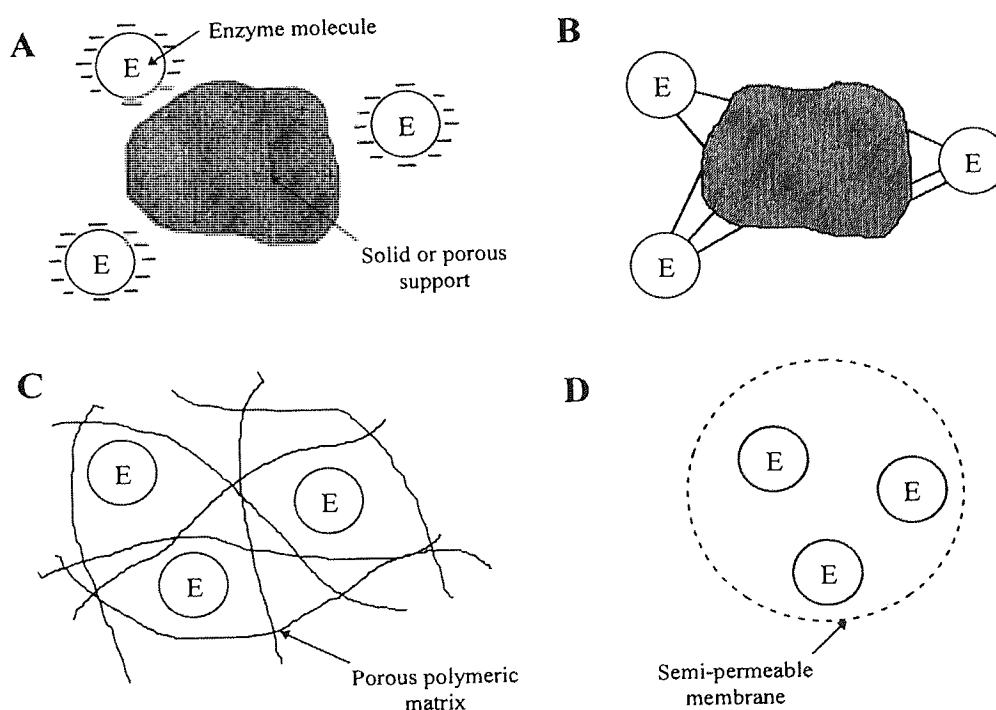 A
Enzyme molecule
E
E
E
Solid or porous
support
B
E
E
E
C
E
E
E
Porous polymeric
matrix
D
E
E
E
Semi-permeable
membrane